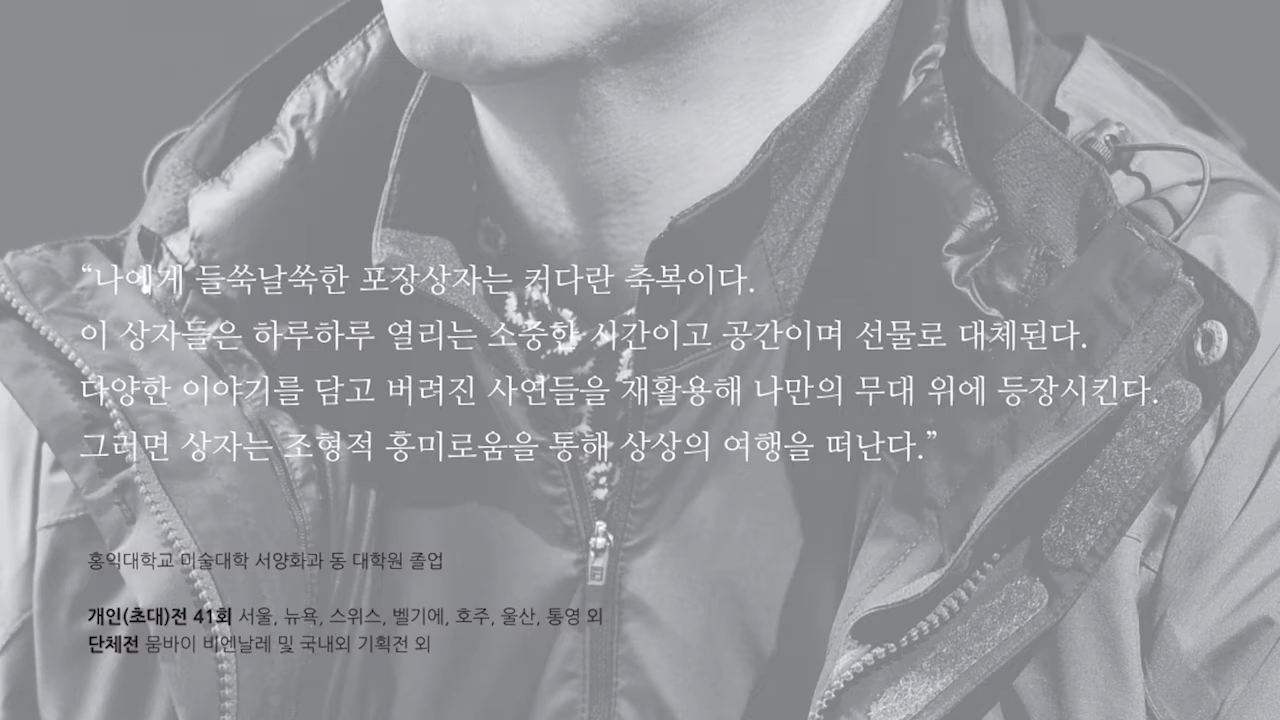 “나에게 들쑥날쑥한 포장상자는 커다란 축복이다.
이 상자들은 하루하루 열리는 소중한 시간이고 공간이며 선물로 대체된다.
다양한 이야기를 담고 버려진 사연들을 재활용해 나만의 무대 위에 등장시킨다.
그러면 상자는 조형적 흥미로움을 통해 상상의 여행을 떠난다.”
홍익대학교 미술대학 서양화과 동 대학원 졸업
개인(초대)전 41회 서울, 뉴욕, 스위스, 벨기에, 호주, 울산, 통영 외
단체전 뭄바이 비엔날레 및 국내외 기획전 외